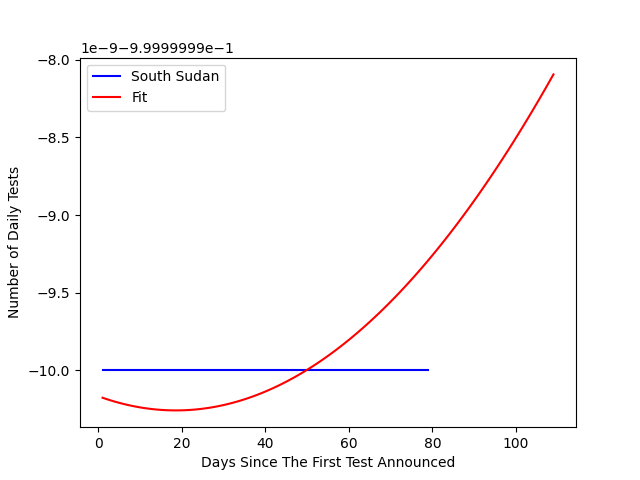 1e−9−9.9999999e−1
−8.0
−8.5
−9.0
−9.5
−10.0
Number of Daily Tests
South Sudan
Fit
0
20
40
60
80
100
Days Since The First Test Announced